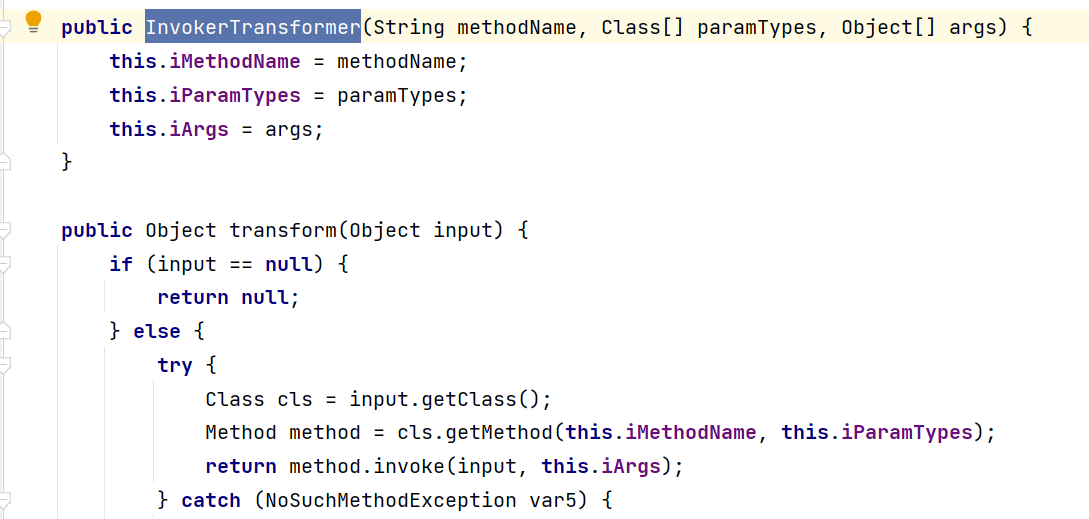 public InvokerTransformer(String methodName, Class[] paramTypes, Object[] args) {
this.iMethodName = methodName;
this.iParamTypes = paramTypes;
this.iArgs = args;
}
public Object transform(Object input) {
if (input == null) {
return null;
} else {
try {
Class cls = input.getClass();
Method method = cls.getMethod(this.iMethodName, this.iParamTypes);
return method.invoke(input, this.iArgs);
} catch (NoSuchMethodException var5) {